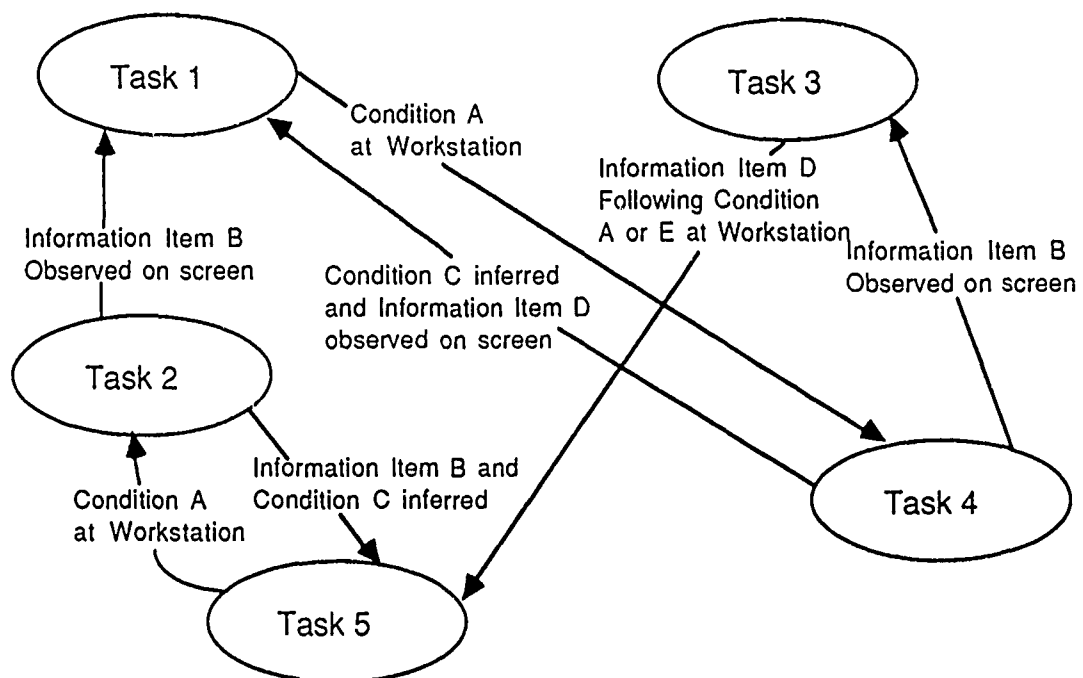 Task 1
Task 3
Condition A
at Workstation
Information Item D
Following Condition
A or E at Workstation
Information Item B
Observed on screen
Information Item B
Observed on screen
Condition C inferred
and Information Item D
observed on screen
Task 2
Information Item B and
Condition C inferred
Condition A
at Workstation
Task 4
Task 5